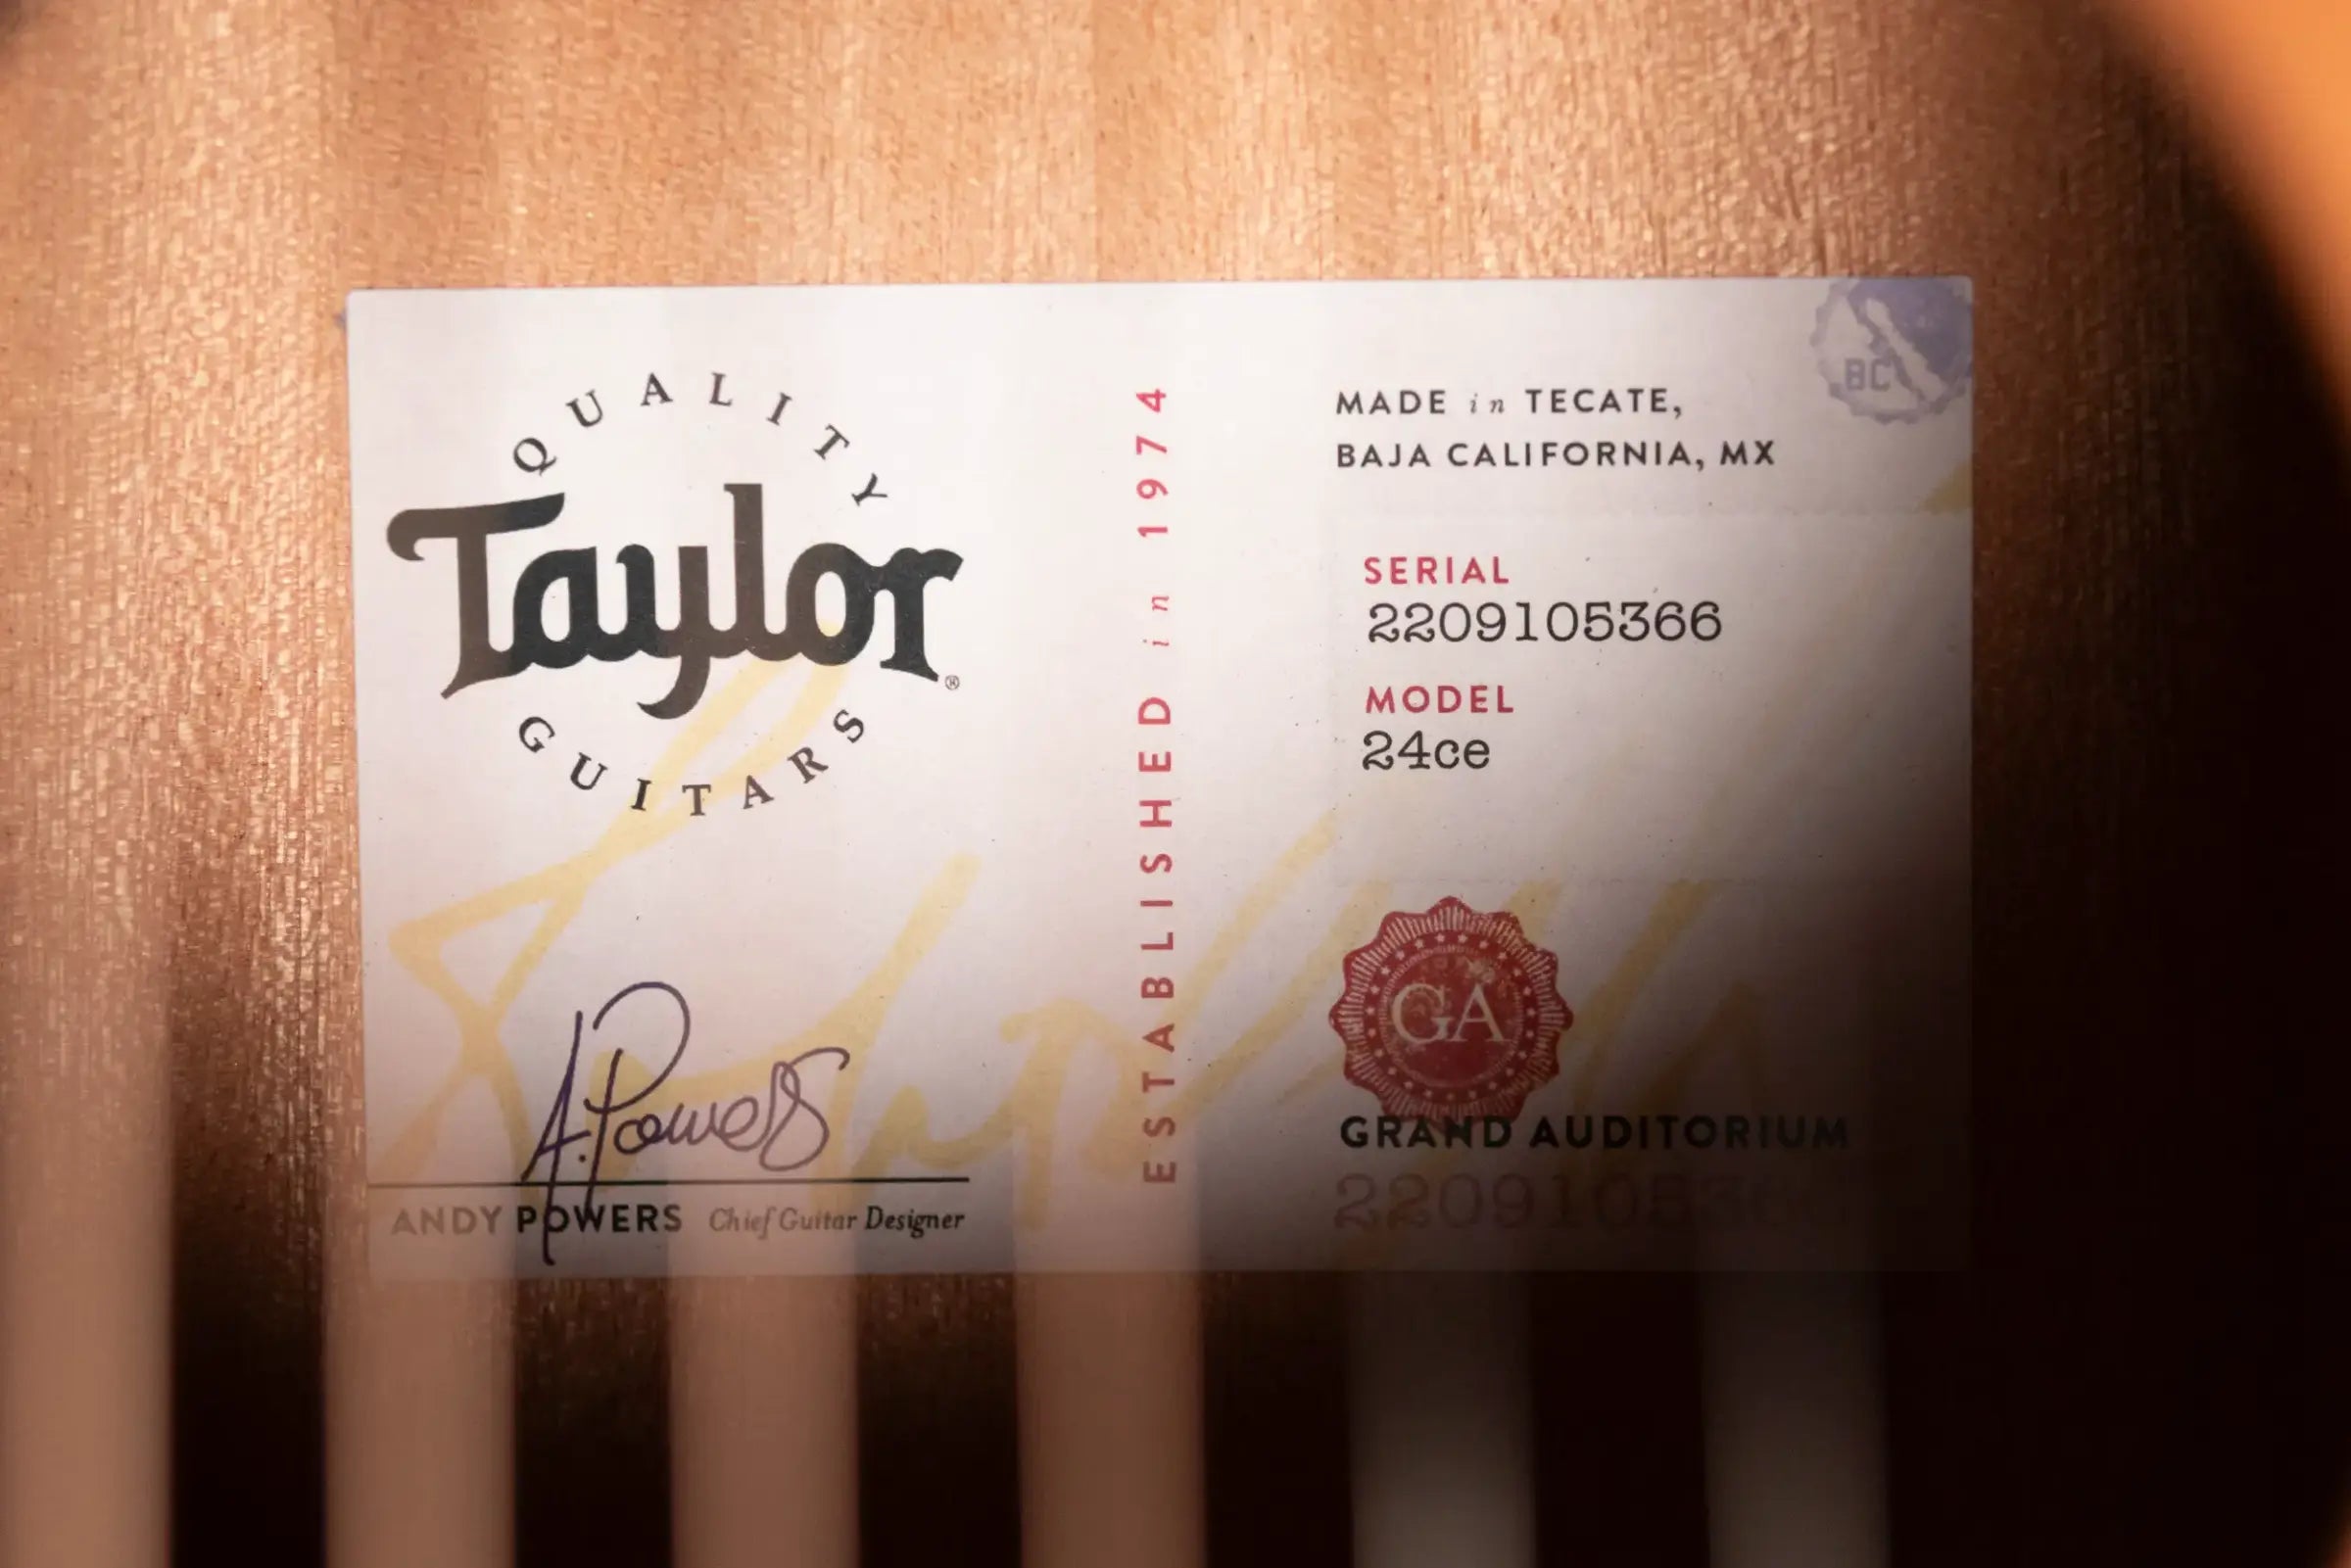 QUALITY
Taylor®
GUITARS
A. Powers
ANDY POWERS Chief Guitar Designer
ESTABLISHED in 1974
MADE in TECATE,
BAJA CALIFORNIA, MX
BC
SERIAL
2209105366
MODEL
24ce
GA
GRAND AUDITORIUM
2209105366